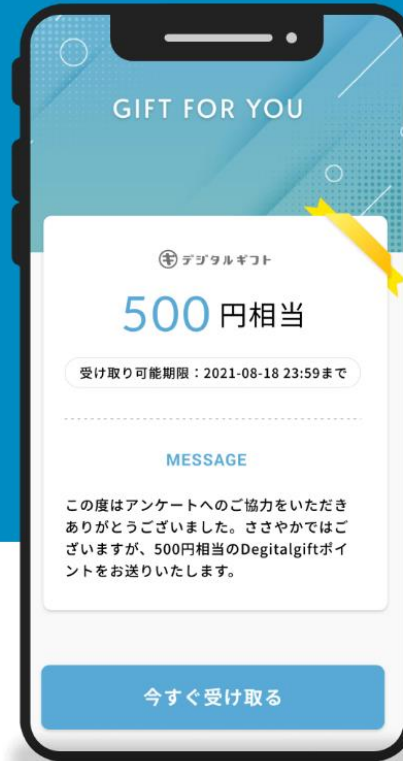 GIFT FOR YOU
ギ デジタルギフト
500 円相当
受け取り可能期限：2021-08-18 23:59まで
MESSAGE
この度はアンケートへのご協力をいただき
ありがとうございました。ささやかではご
ざいますが、500円相当のDegitalgiftポイ
ントをお送りいたします。
今すぐ受け取る